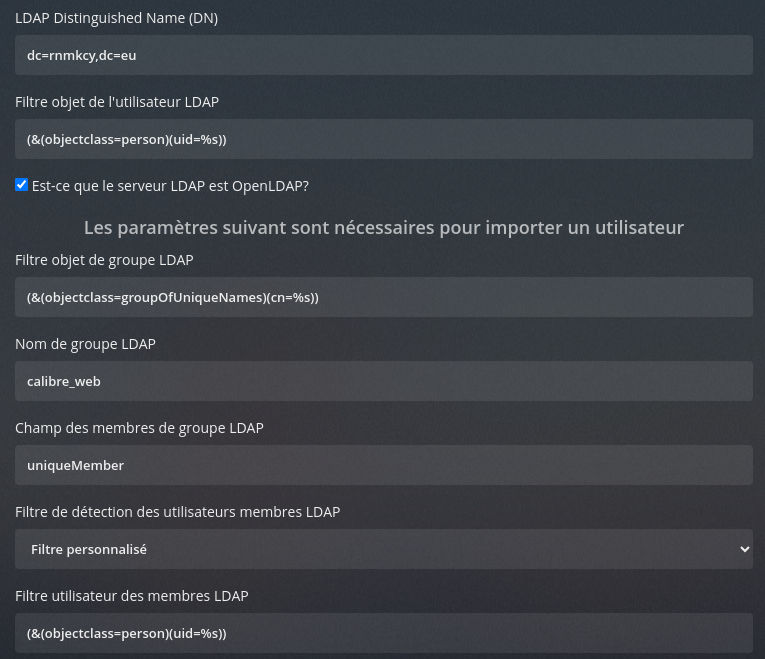 LDAP Distinguished Name (DN)
dc=rnmkcy,dc=eu
Filtre objet de l'utilisateur LDAP
(&(objectclass=person)(uid=%s))
Est-ce que le serveur LDAP est OpenLDAP?
Les paramètres suivant sont nécessaires pour importer un utilisateur
Filtre objet de groupe LDAP
(&(objectclass=groupOfUniqueNames)(cn=%s))
Nom de groupe LDAP
calibre_web
Champ des membres de groupe LDAP
uniqueMember
Filtre de détection des utilisateurs membres LDAP
Filtre personnalisé
Filtre utilisateur des membres LDAP
(&(objectclass=person)(uid=%s))